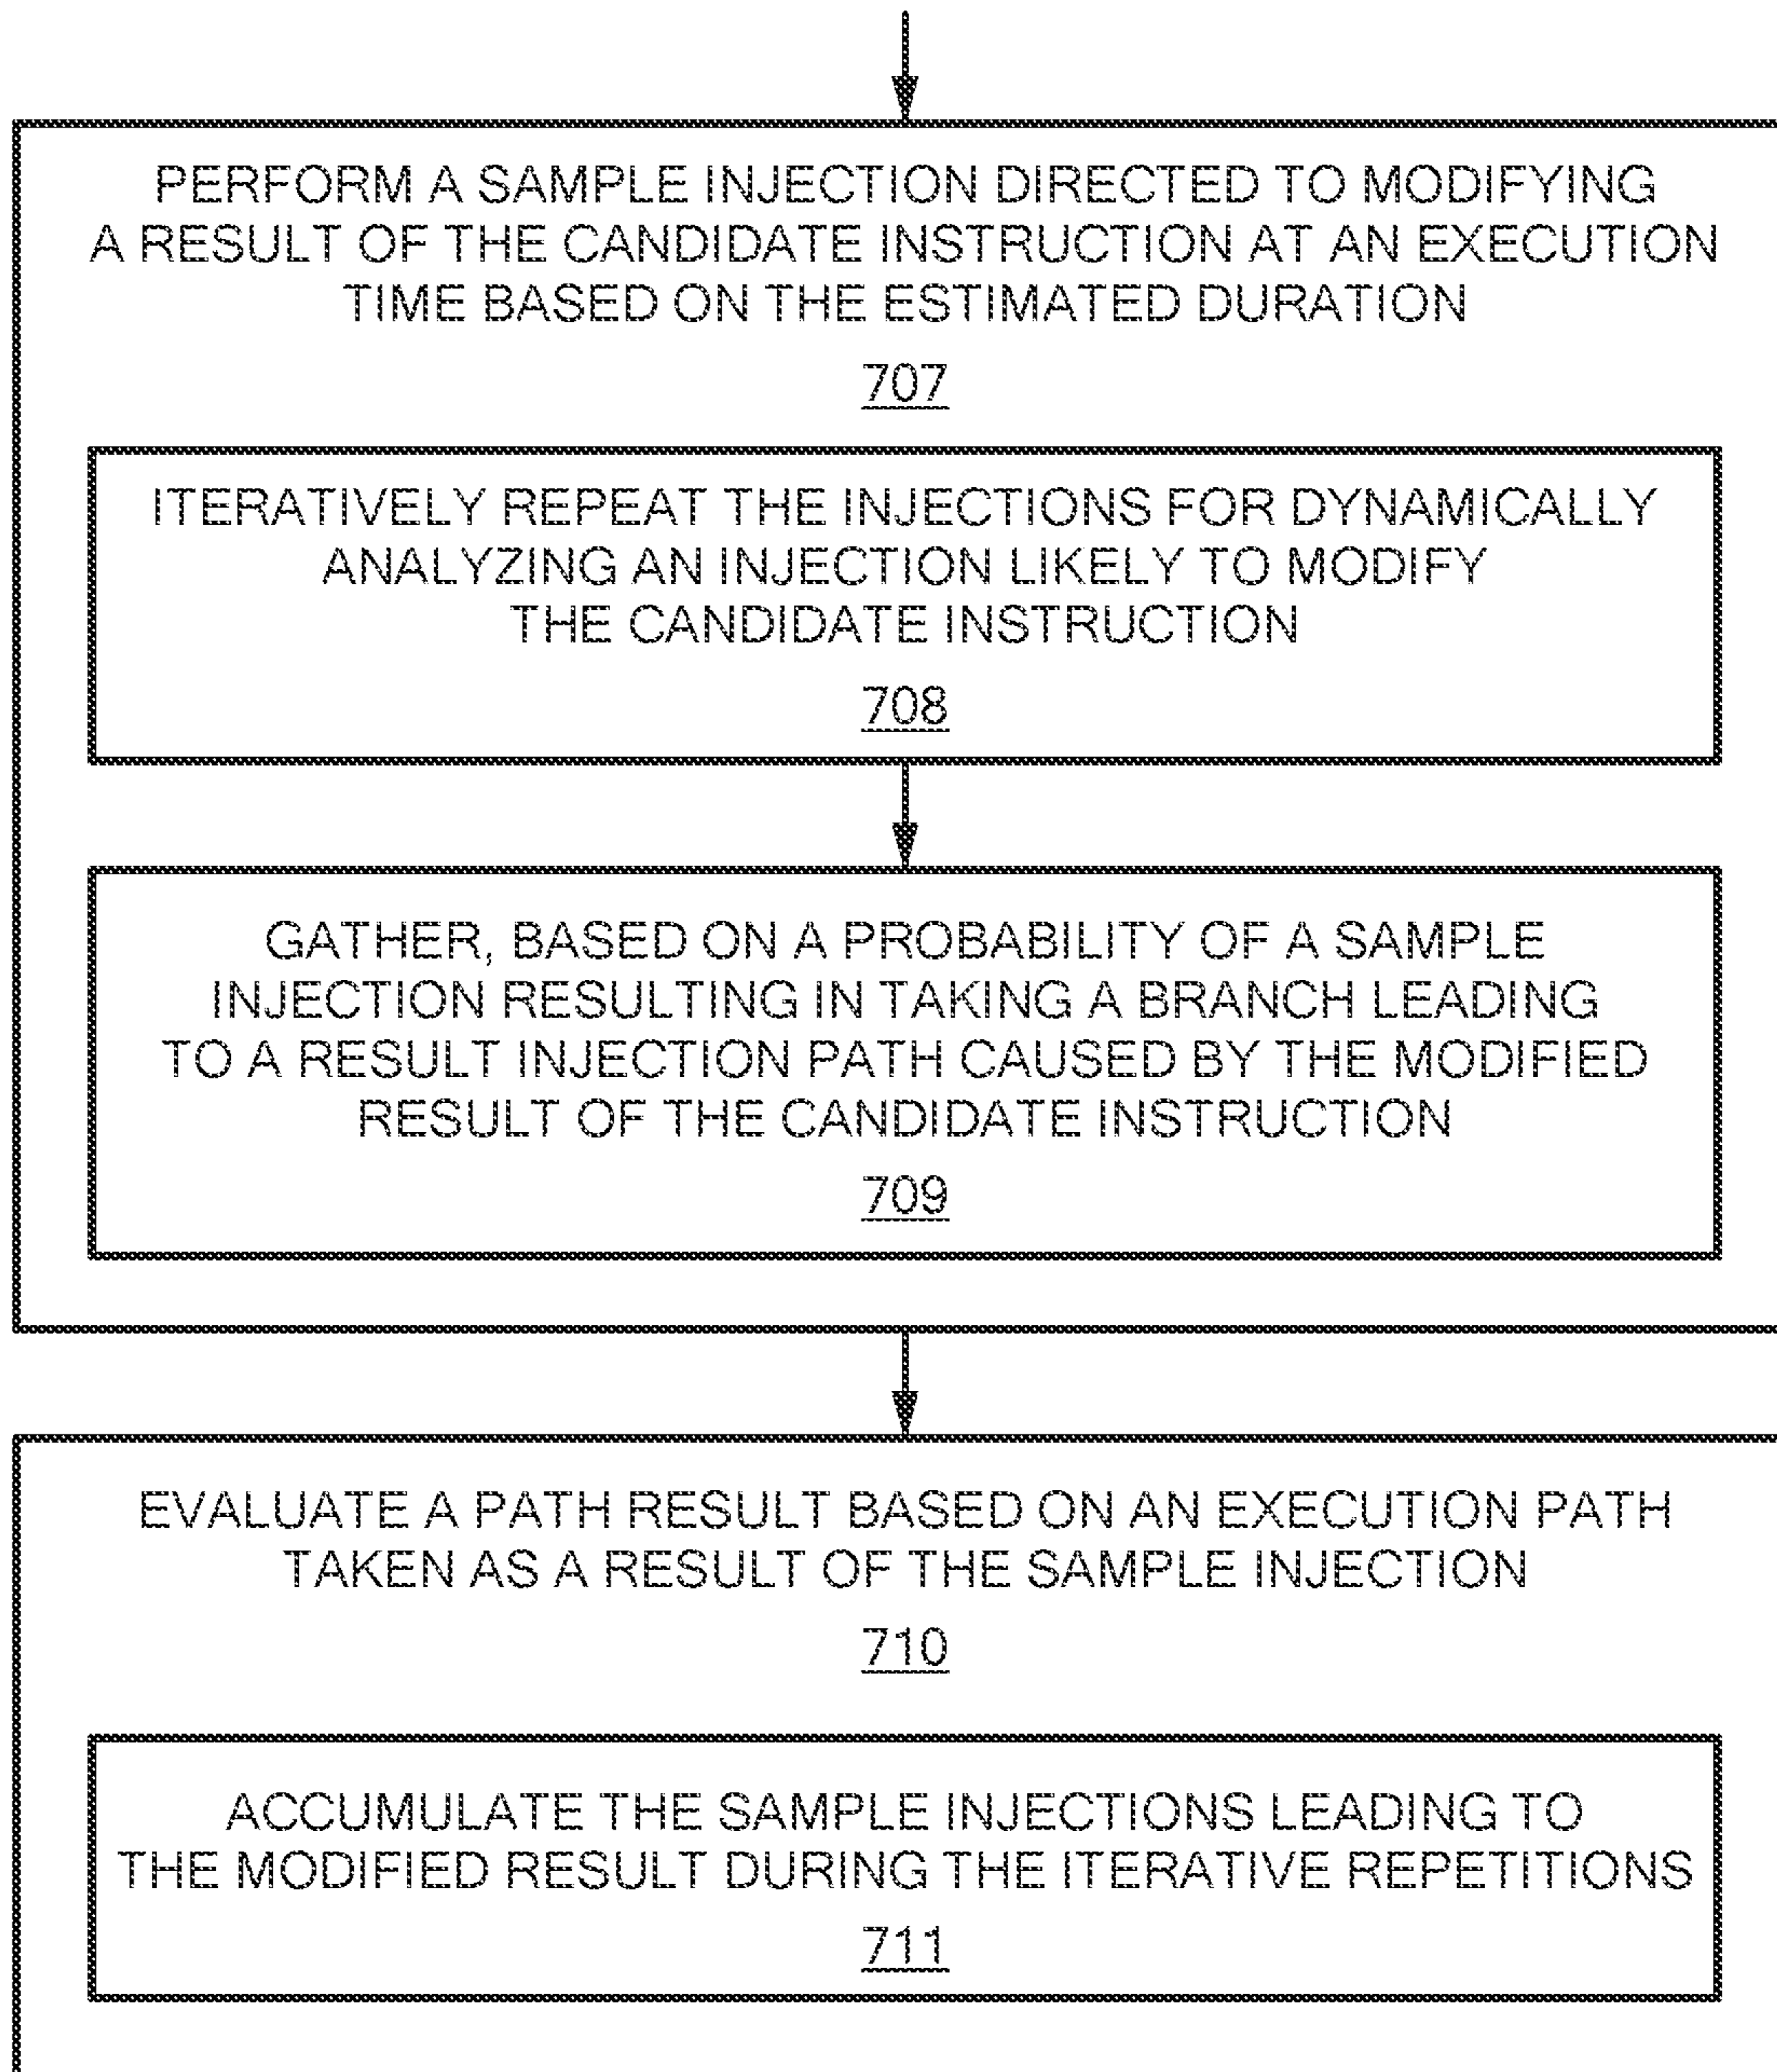 PERFORM A SAMPLE INJECTION DIRECTED TO MODIFYING
A RESULT OF THE CANDIDATE INSTRUCTION AT AN EXECUTION
TIME BASED ON THE ESTIMATED DURATION
707
ITERATIVELY REPEAT THE INJECTIONS FOR DYNAMICALLY
ANALYZING AN INJECTION LIKELY TO MODIFY
THE CANDIDATE INSTRUCTION
708
GATHER, BASED ON A PROBABILITY OF A SAMPLE
INJECTION RESULTING IN TAKING A BRANCH LEADING
TO A RESULT INJECTION PATH CAUSED BY THE MODIFIED
RESULT OF THE CANDIDATE INSTRUCTION
709
EVALUATE A PATH RESULT BASED ON AN EXECUTION PATH
TAKEN AS A RESULT OF THE SAMPLE INJECTION
710
ACCUMULATE THE SAMPLE INJECTIONS LEADING TO
THE MODIFIED RESULT DURING THE ITERATIVE REPETITIONS
711